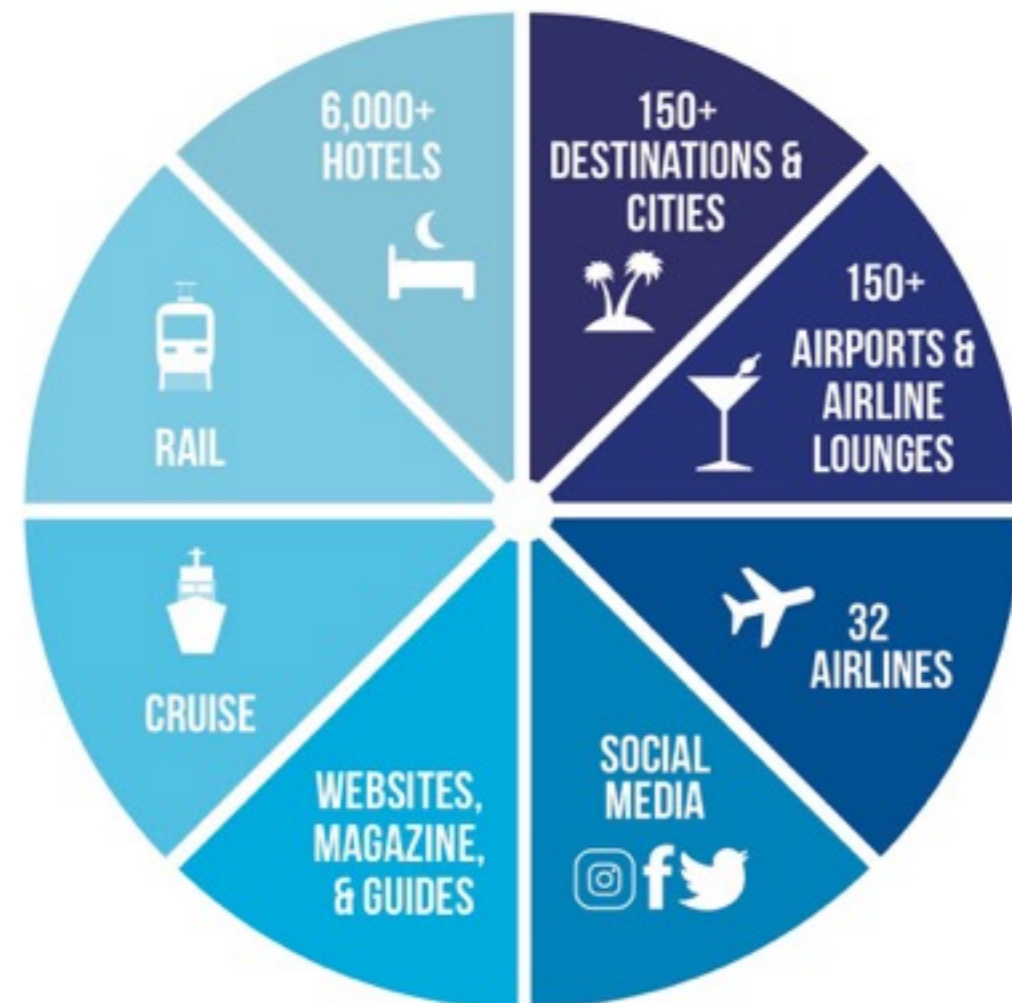 6,000+
HOTELS
150+
DESTINATIONS &
CITIES
150+
AIRPORTS &
AIRLINE
LOUNGES
32
AIRLINES
SOCIAL
MEDIA
WEBSITES,
MAGAZINE,
& GUIDES
CRUISE
RAIL